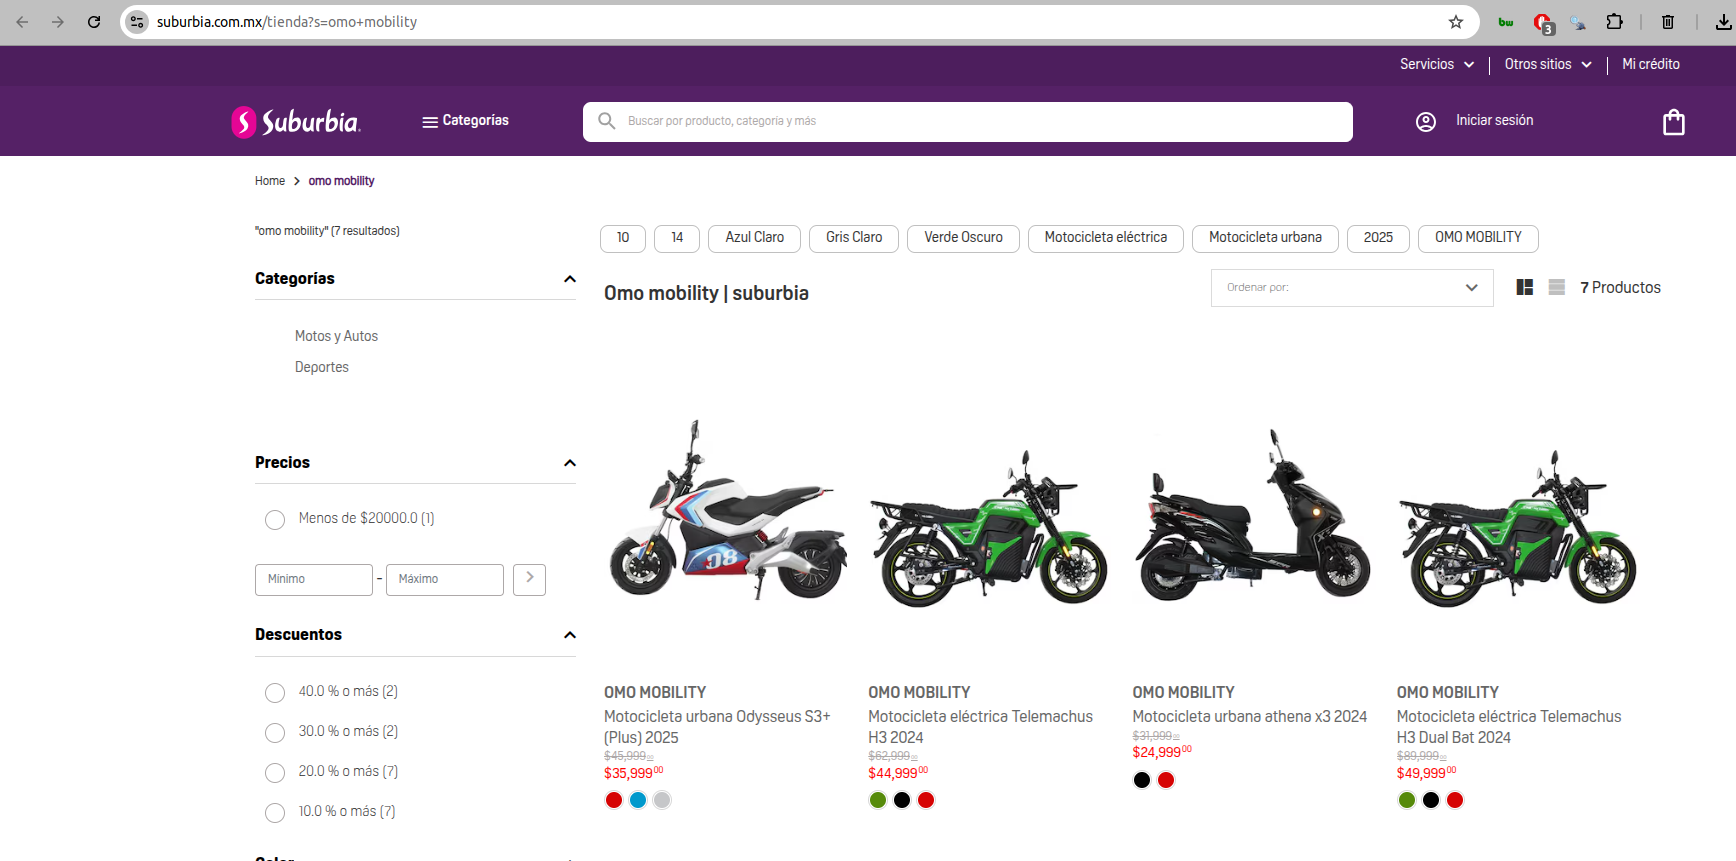 suburbia.com.mx/tienda?s=omo+mobility
bw
3
Servicios
Otros sitios
Mi crédito
Suburbia
Categorías
Buscar por producto, categoria y más
Iniciar sesión
Home
omo mobility
"omo mobility" (7 resultados)
10
14
Azul Claro
Gris Claro
Verde Oscuro
Motocicleta eléctrica
Motocicleta urbana
2025
OMO MOBILITY
Omo mobility | suburbia
Ordenar por:
7 Productos
Categorías
Motos y Autos
Deportes
Precios
Menos de $20000.0 (1)
Mínimo
-
Máximo
Descuentos
40.0 % o más (2)
30.0 % o más (2)
20.0 % o más (7)
10.0 % o más (7)
Color
OMO MOBILITY
Motocicleta urbana Odysseus S3+
(Plus) 2025
$45,999.00
$35,999.00
OMO MOBILITY
Motocicleta eléctrica Telemachus
H3 2024
$62,999.00
$44,999.00
OMO MOBILITY
Motocicleta urbana athena x3 2024
$31,999.00
$24,999.00
OMO MOBILITY
Motocicleta eléctrica Telemachus
H3 Dual Bat 2024
$89,999.00
$49,999.00